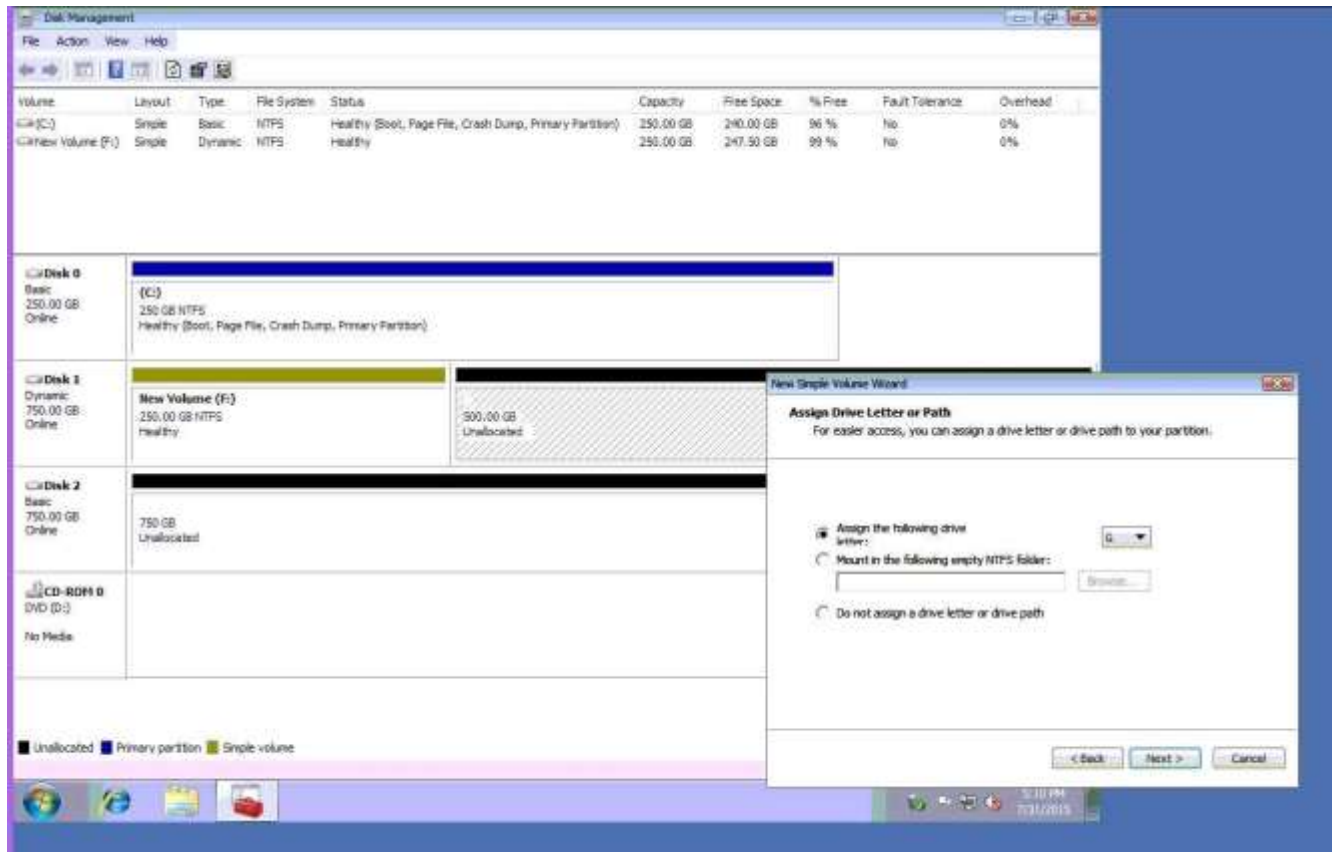 Disk Management
File Action View Help
Volume Layout Type File System Status Capacity Free Space % Free Fault Tolerance Overhead
(C:) Simple Basic NTFS Healthy (Boot, Page File, Crash Dump, Primary Partition) 250.00 GB 240.00 GB 96 % No 0%
New Volume (F:) Simple Dynamic NTFS Healthy 250.00 GB 247.50 GB 99 % No 0%
Disk 0
Basic
250.00 GB
Online
(C:)
250 GB NTFS
Healthy (Boot, Page File, Crash Dump, Primary Partition)
Disk 1
Dynamic
750.00 GB
Online
New Volume (F:)
250.00 GB NTFS
Healthy
500.00 GB
Unallocated
Disk 2
Basic
750.00 GB
Online
750 GB
Unallocated
CD-ROM 0
DVD (D:)
No Media
Unallocated Primary partition Simple volume
New Simple Volume Wizard
Assign Drive Letter or Path
For easier access, you can assign a drive letter or drive path to your partition.
Assign the following drive
letter:
G
Mount in the following empty NTFS folder:
Browse...
Do not assign a drive letter or drive path
< Back Next > Cancel
5:10 PM
7/31/2015